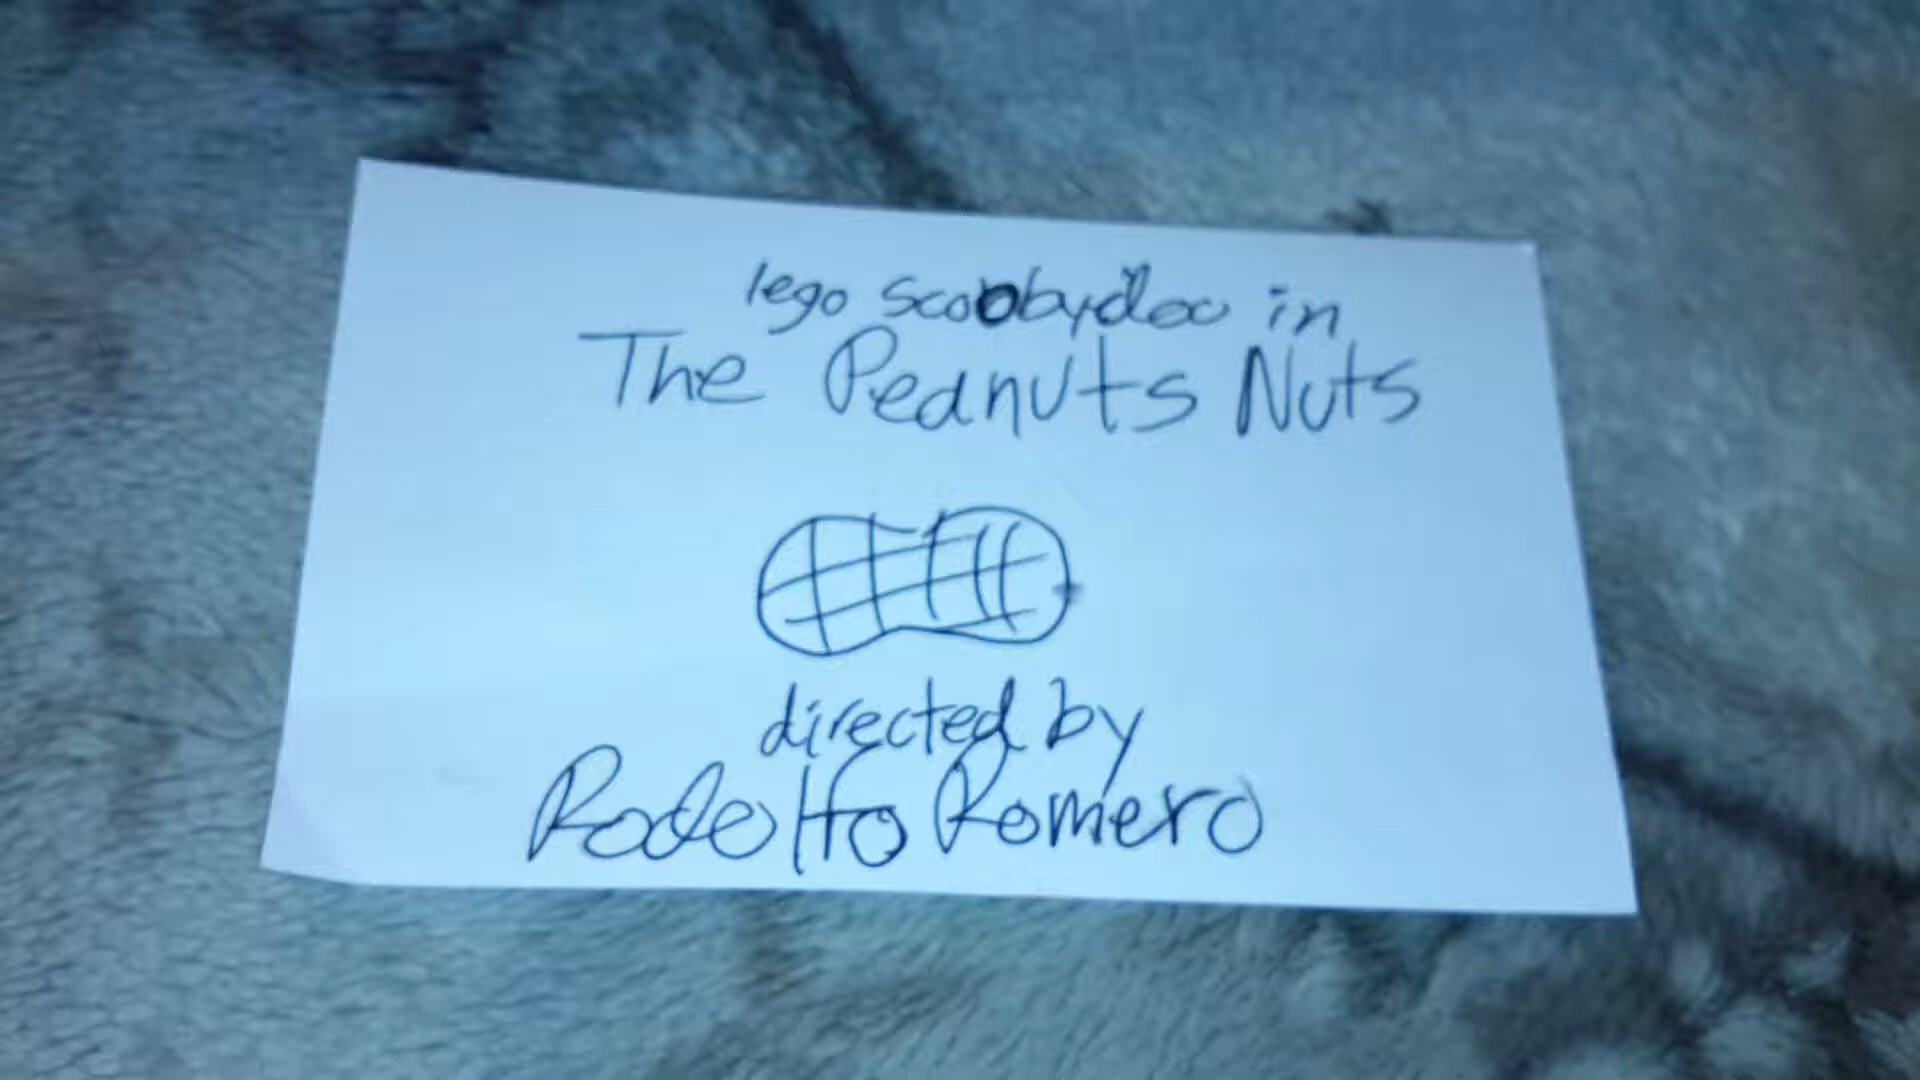 lego Scoobydoo in
The Peanuts Nuts
directed by
Rodolfo Romero